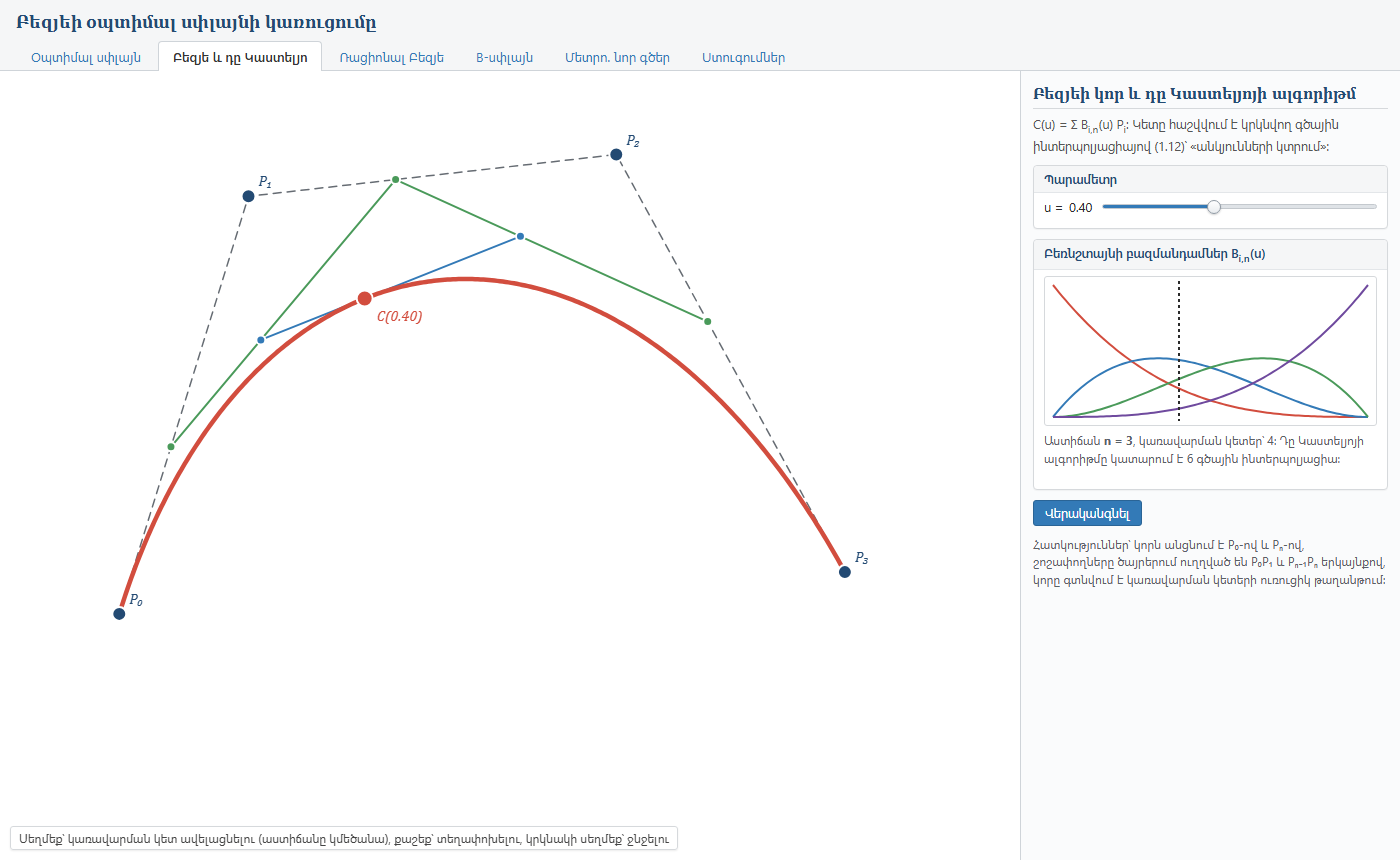 Բեզյեի օպտիմալ սփլայնի կառուցումը
Օպտիմալ սփլայն Բեզյե և դը Կաստելյո Ռացիոնալ Բեզյե B-սփլայն Մետրո. նոր գծեր Ստուգումներ
Բեզյեի կոր և դը Կաստելյոյի ալգորիթմ
C(u) = Σ B_{i,n}(u) P_i: Կետը հաշվվում է կրկնվող գծային
ինտերպոլյացիայով (1.12)՝ «անկյունների կտրում»:
Պարամետր
u = 0.40
Բեռնշտայնի բազմանդամներ B_{i,n}(u)
Աստիճան n = 3, կառավարման կետեր՝ 4: Դը Կաստելյոյի
ալգորիթմը կատարում է 6 գծային ինտերպոլյացիա:
Վերականգնել
Հատկություններ՝ կորն անցնում է P₀-ով և Pₙ-ով,
շոշափողները ծայրերում ուղղված են P₀P₁ և Pₙ₋₁Pₙ երկայնքով,
կորը գտնվում է կառավարման կետերի ուռուցիկ թաղանթում:
P₂
P₁
C(0.40)
P₃
P₀
Սեղմեք՝ կառավարման կետ ավելացնելու (աստիճանը կմեծանա), քաշեք՝ տեղափոխելու, կրկնակի սեղմեք՝ ջնջելու